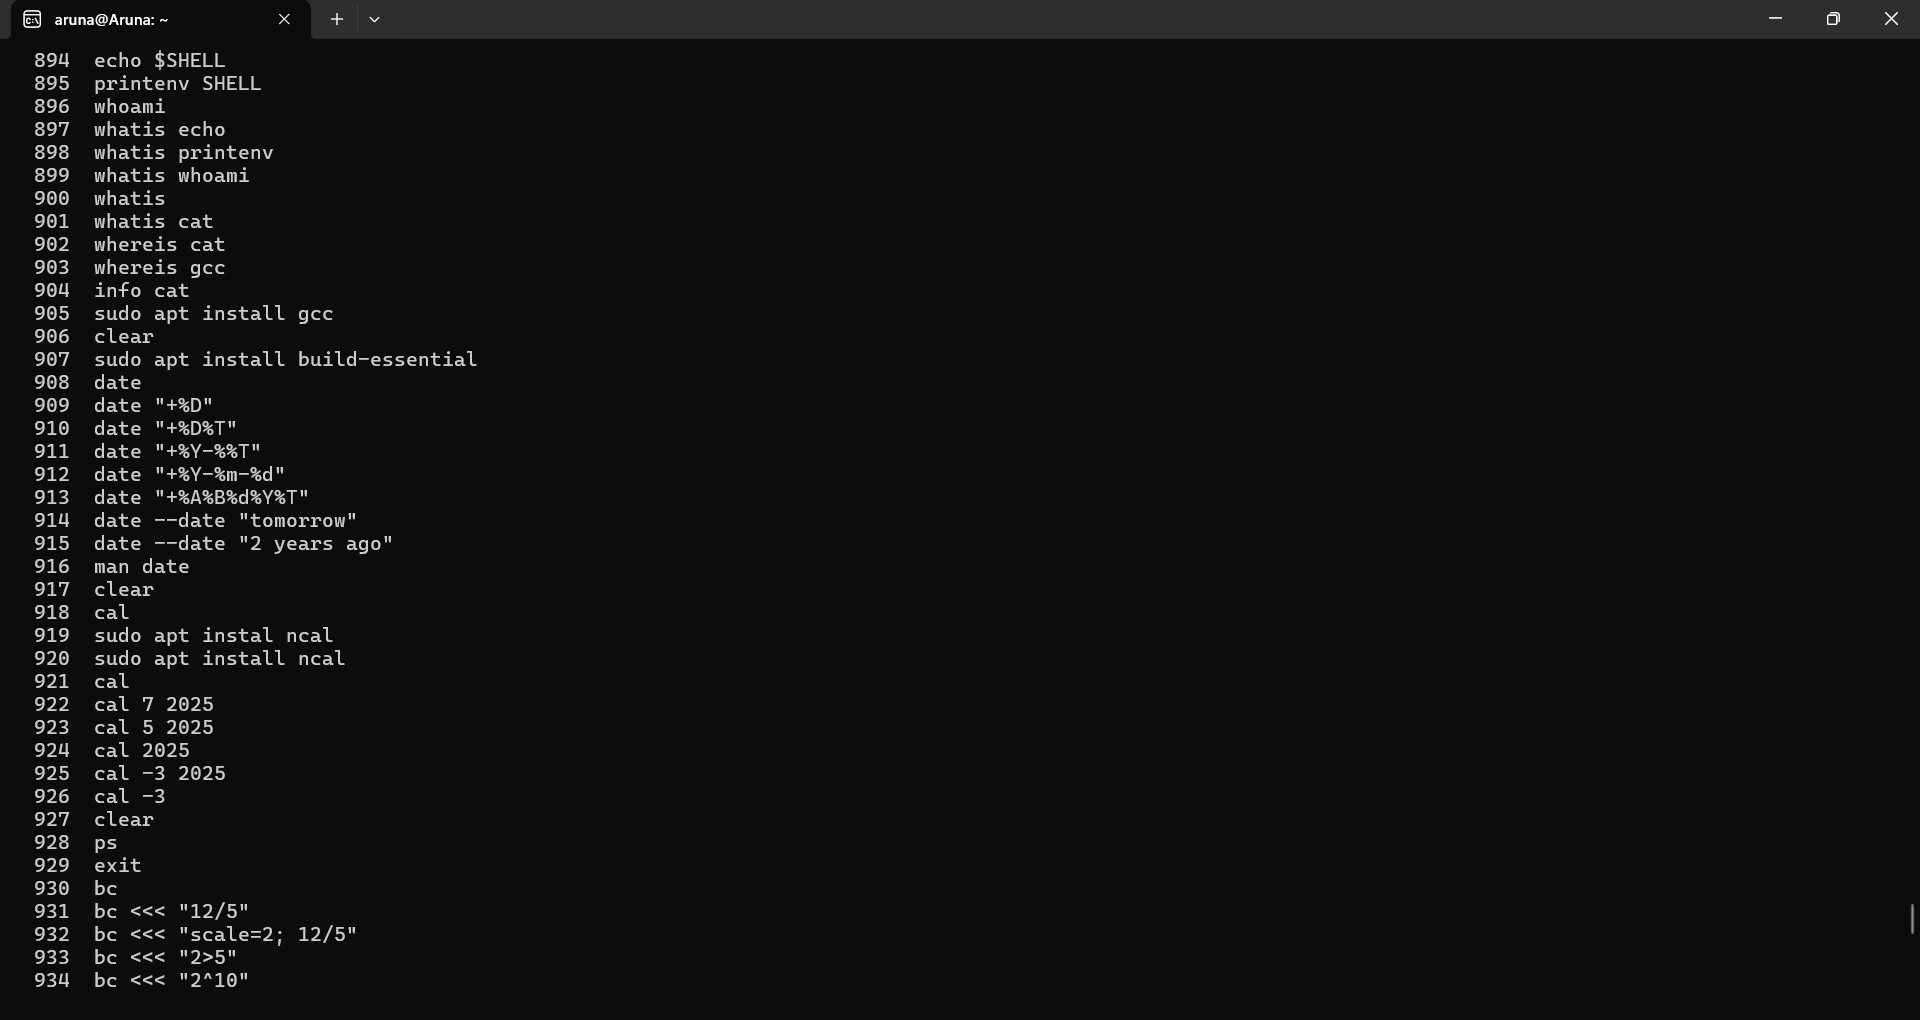 aruna@Aruna: ~
894 echo $SHELL
895 printenv SHELL
896 whoami
897 whatis echo
898 whatis printenv
899 whatis whoami
900 whatis
901 whatis cat
902 whereis cat
903 whereis gcc
904 info cat
905 sudo apt install gcc
906 clear
907 sudo apt install build-essential
908 date
909 date "+%D"
910 date "+%D%T"
911 date "+%Y-%%T"
912 date "+%Y-%m-%d"
913 date "+%A%B%d%Y%T"
914 date --date "tomorrow"
915 date --date "2 years ago"
916 man date
917 clear
918 cal
919 sudo apt instal ncal
920 sudo apt install ncal
921 cal
922 cal 7 2025
923 cal 5 2025
924 cal 2025
925 cal -3 2025
926 cal -3
927 clear
928 ps
929 exit
930 bc
931 bc <<< "12/5"
932 bc <<< "scale=2; 12/5"
933 bc <<< "2>5"
934 bc <<< "2^10"